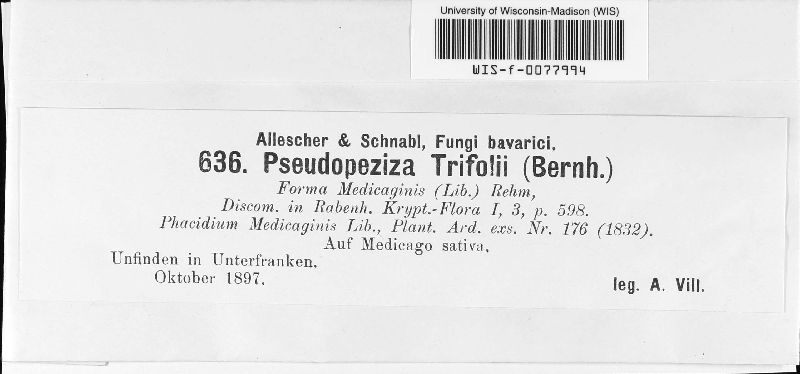 University of Wisconsin-Madison (WIS)
WIS-f-0077994
Allescher & Schnabl, Fungi bavarici.
636. Pseudopeziza Trifolii (Bernh.)
Forma Medicaginis (Lib.) Rehm,
Discom. in Rabenh. Krypt.-Flora I, 3, p. 598.
Phacidium Medicaginis Lib., Plant. Ard. exs. Nr. 176 (1832).
Auf Medicago sativa.
Unfinden in Unterfranken.
Oktober 1897.
leg. A. Vill.